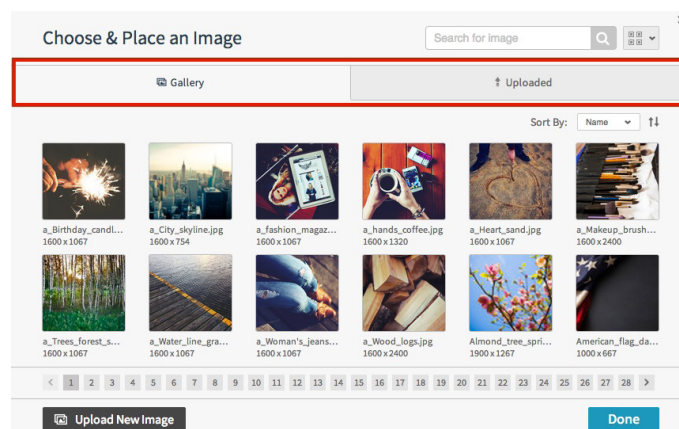 Choose & Place an Image
Search for image
Gallery
Uploaded
Sort By: Name
a_Birthday_candl...
1600 x 1067
a_City_skyline.jpg
1600 x 754
a_fashion_magaz...
1600 x 1067
a_hands_coffee.jpg
1600 x 1320
a_Heart_sand.jpg
1600 x 1067
a_Makeup_brush...
1600 x 2400
a_Trees_forest_s...
1600 x 1067
a_Water_line_gra...
1600 x 1067
a_Woman's_jeans...
1600 x 1067
a_Wood_logs.jpg
1600 x 2400
Almond_tree_spri...
1900 x 1267
American_flag_da...
1000 x 667
< 1 2 3 4 5 6 7 8 9 10 11 12 13 14 15 16 17 18 19 20 21 22 23 24 25 26 27 28 >
Upload New Image
Done